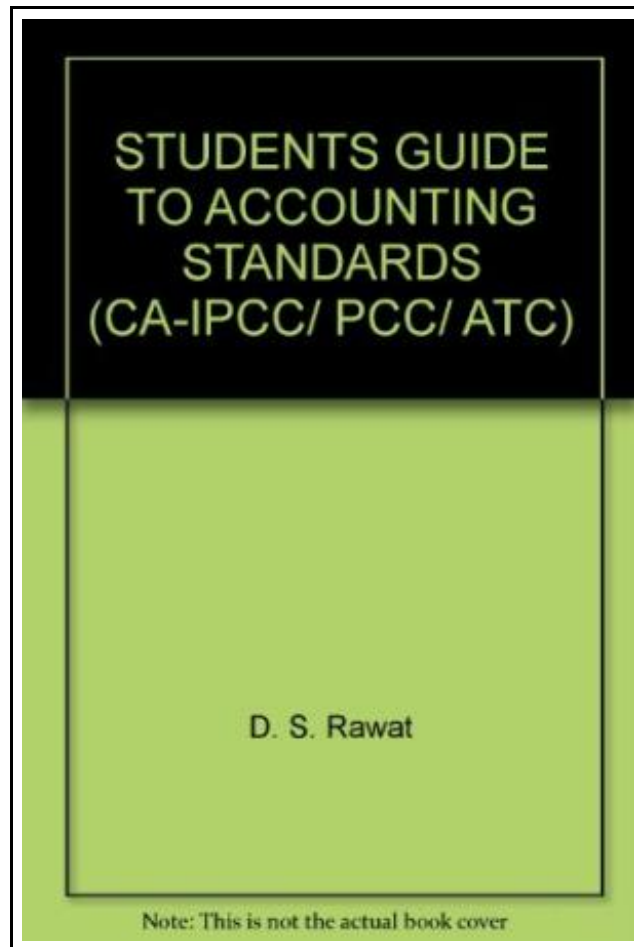 STUDENTS GUIDE
TO ACCOUNTING
STANDARDS
(CA-IPCC/ PCC/ ATC)
D. S. Rawat
Note: This is not the actual book cover